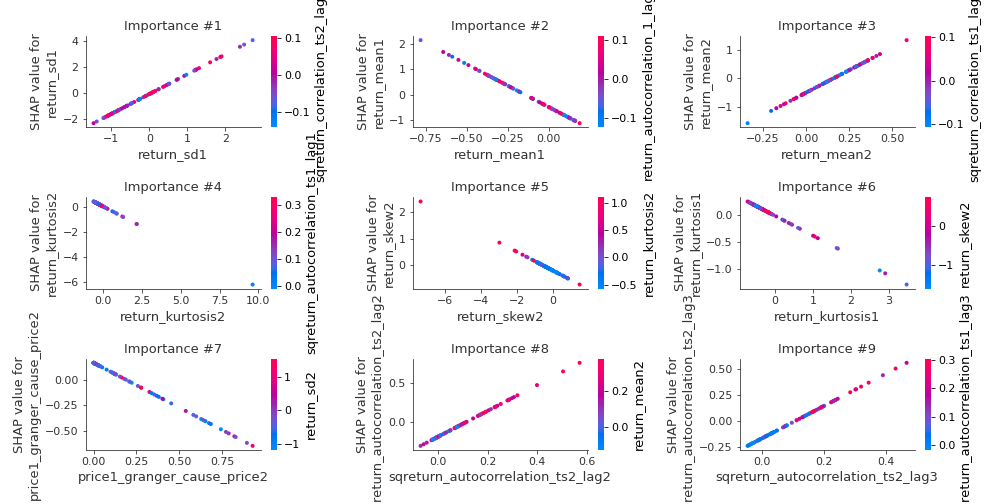 Importance #1
SHAP value for
return_sd1
4
2
0
−2
−1
0
1
2
return_sd1
0.1
0.0
−0.1
sqreturn_correlation_ts2_lag
Importance #2
SHAP value for
return_mean1
2
1
0
−1
−0.75
−0.50
−0.25
0.00
return_mean1
0.1
0.0
−0.1
return_autocorrelation_1_lag
Importance #3
SHAP value for
return_mean2
1
0
−1
−0.25
0.00
0.25
0.50
return_mean2
0.1
0.0
−0.1
sqreturn_correlation_ts1_lag
Importance #4
SHAP value for
return_kurtosis2
0
−2
−4
−6
0.0
2.5
5.0
7.5
10.0
return_kurtosis2
0.3
0.2
0.1
0.0
sqreturn_autocorrelation_ts1_lag1
Importance #5
SHAP value for
return_skew2
2
1
0
−6
−4
−2
0
return_skew2
1.0
0.5
0.0
−0.5
return_kurtosis2
Importance #6
SHAP value for
return_kurtosis1
0.0
−0.5
−1.0
0
1
2
3
return_kurtosis1
0
−1
return_skew2
Importance #7
SHAP value for
price1_granger_cause_price2
0.00
−0.25
−0.50
0.00
0.25
0.50
0.75
price1_granger_cause_price2
1
0
−1
return_sd2
Importance #8
SHAP value for
sqreturn_autocorrelation_ts2_lag2
0.5
0.0
0.0
0.2
0.4
0.6
sqreturn_autocorrelation_ts2_lag2
0.2
0.0
return_mean2
Importance #9
SHAP value for
sqreturn_autocorrelation_ts2_lag3
0.50
0.25
0.00
−0.25
0.0
0.2
0.4
sqreturn_autocorrelation_ts2_lag3
0.3
0.2
0.1
0.0
return_autocorrelation_ts1_lag3